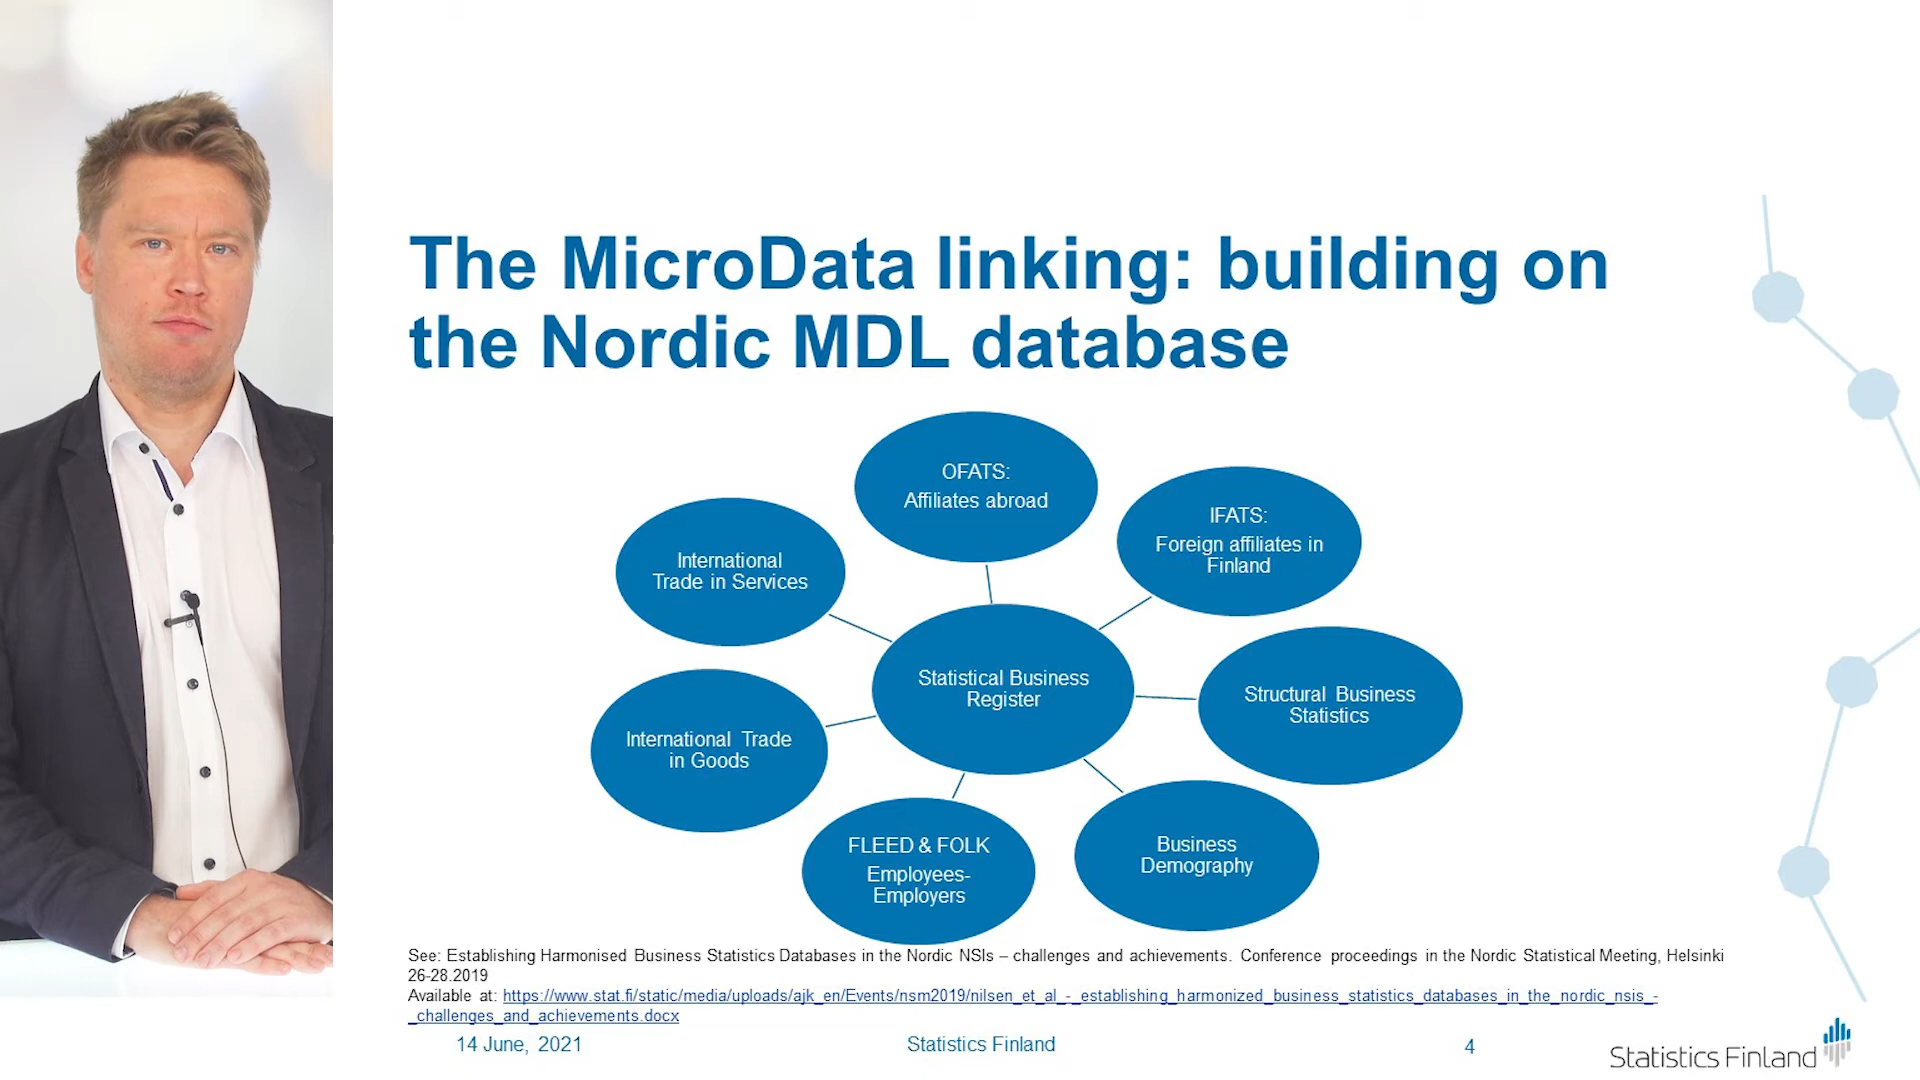 The MicroData linking: building on
the Nordic MDL database
OFATS:
Affiliates abroad
IFATS:
Foreign affiliates in
Finland
International
Trade in Services
Statistical Business
Register
Structural Business
Statistics
International Trade
in Goods
FLEED & FOLK
Employees-
Employers
Business
Demography
See: Establishing Harmonised Business Statistics Databases in the Nordic NSIs – challenges and achievements. Conference proceedings in the Nordic Statistical Meeting, Helsinki
26-28.2019
Available at: https://www.stat.fi/static/media/uploads/ajk_en/Events/nsm2019/nilsen_et_al_-_establishing_harmonized_business_statistics_databases_in_the_nordic_nsis_-
_challenges_and_achievements.docx
14 June, 2021
Statistics Finland
4
Statistics Finland